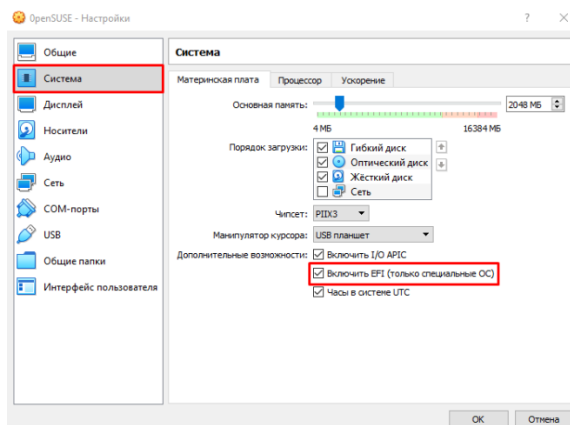 OpenSUSE - Настройки
? ×
Общие
Система
Дисплей
Носители
Аудио
Сеть
COM-порты
USB
Общие папки
Интерфейс пользователя
Система
Материнская плата Процессор Ускорение
Основная память: 2048 МБ
4 МБ 16384 МБ
Порядок загрузки: Гибкий диск
Оптический диск
Жёсткий диск
Сеть
Чипсет: PIIX3
Манипулятор курсора: USB планшет
Дополнительные возможности: Включить I/O APIC
Включить EFI (только специальные ОС)
Часы в системе UTC
OK Отмена